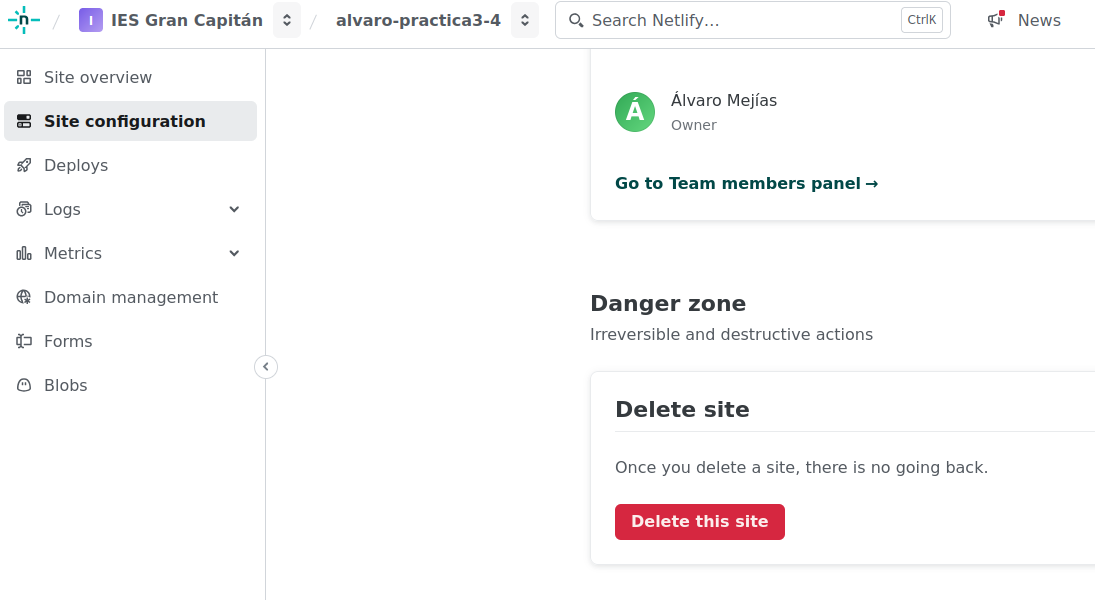 n / I IES Gran Capitán / alvaro-practica3-4 Search Netlify... CtrlK News
Site overview
Site configuration
Deploys
Logs
Metrics
Domain management
Forms
Blobs
Á
Álvaro Mejías
Owner
Go to Team members panel →
Danger zone
Irreversible and destructive actions
Delete site
Once you delete a site, there is no going back.
Delete this site